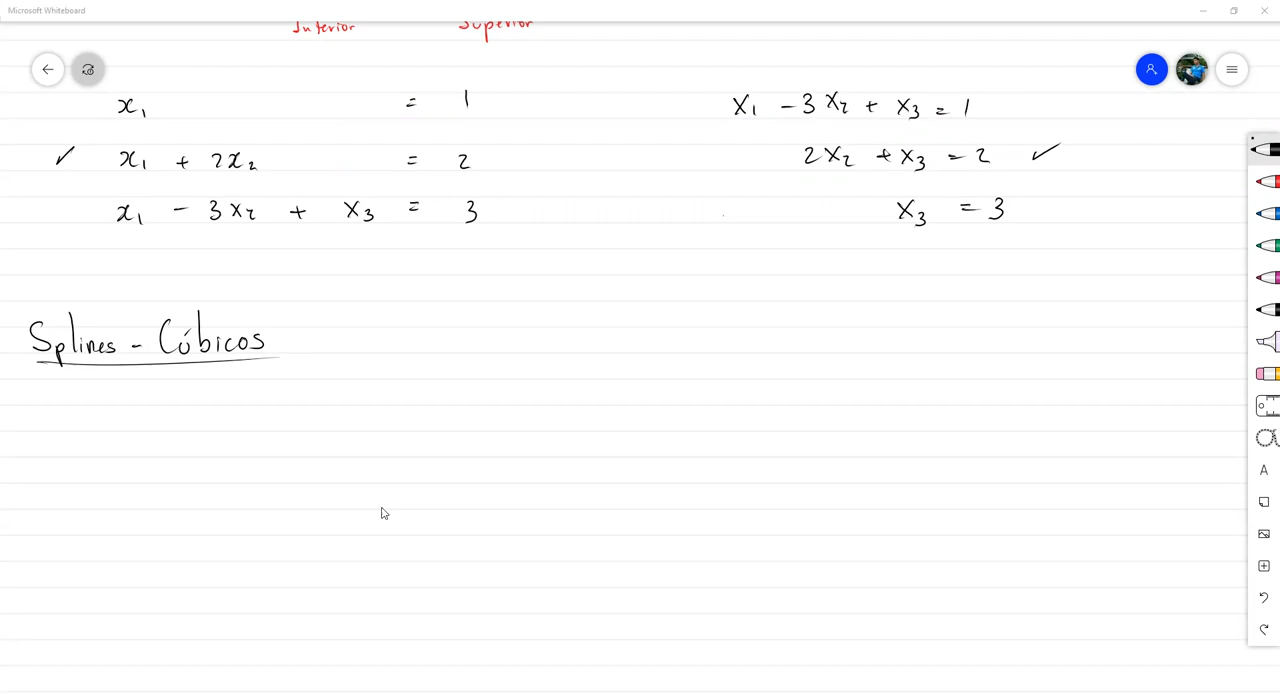 Microsoft Whiteboard
Inferior Superior
x₁ = 1
✓ x₁ + 2x₂ = 2
x₁ - 3x₂ + x₃ = 3
x₁ - 3x₂ + x₃ = 1
2x₂ + x₃ = 2 ✓
x₃ = 3
Splines - Cúbicos
A